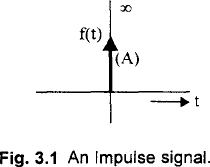 ∞
f(t)
(A)
t
Fig. 3.1 An Impulse signal.